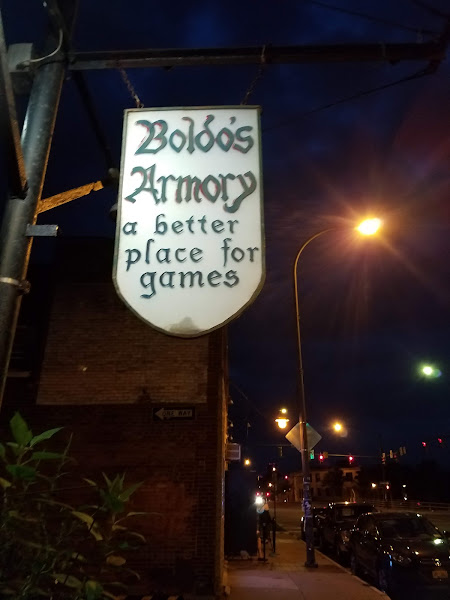 Boldo's
Armory
a better
place for
games
ONE WAY